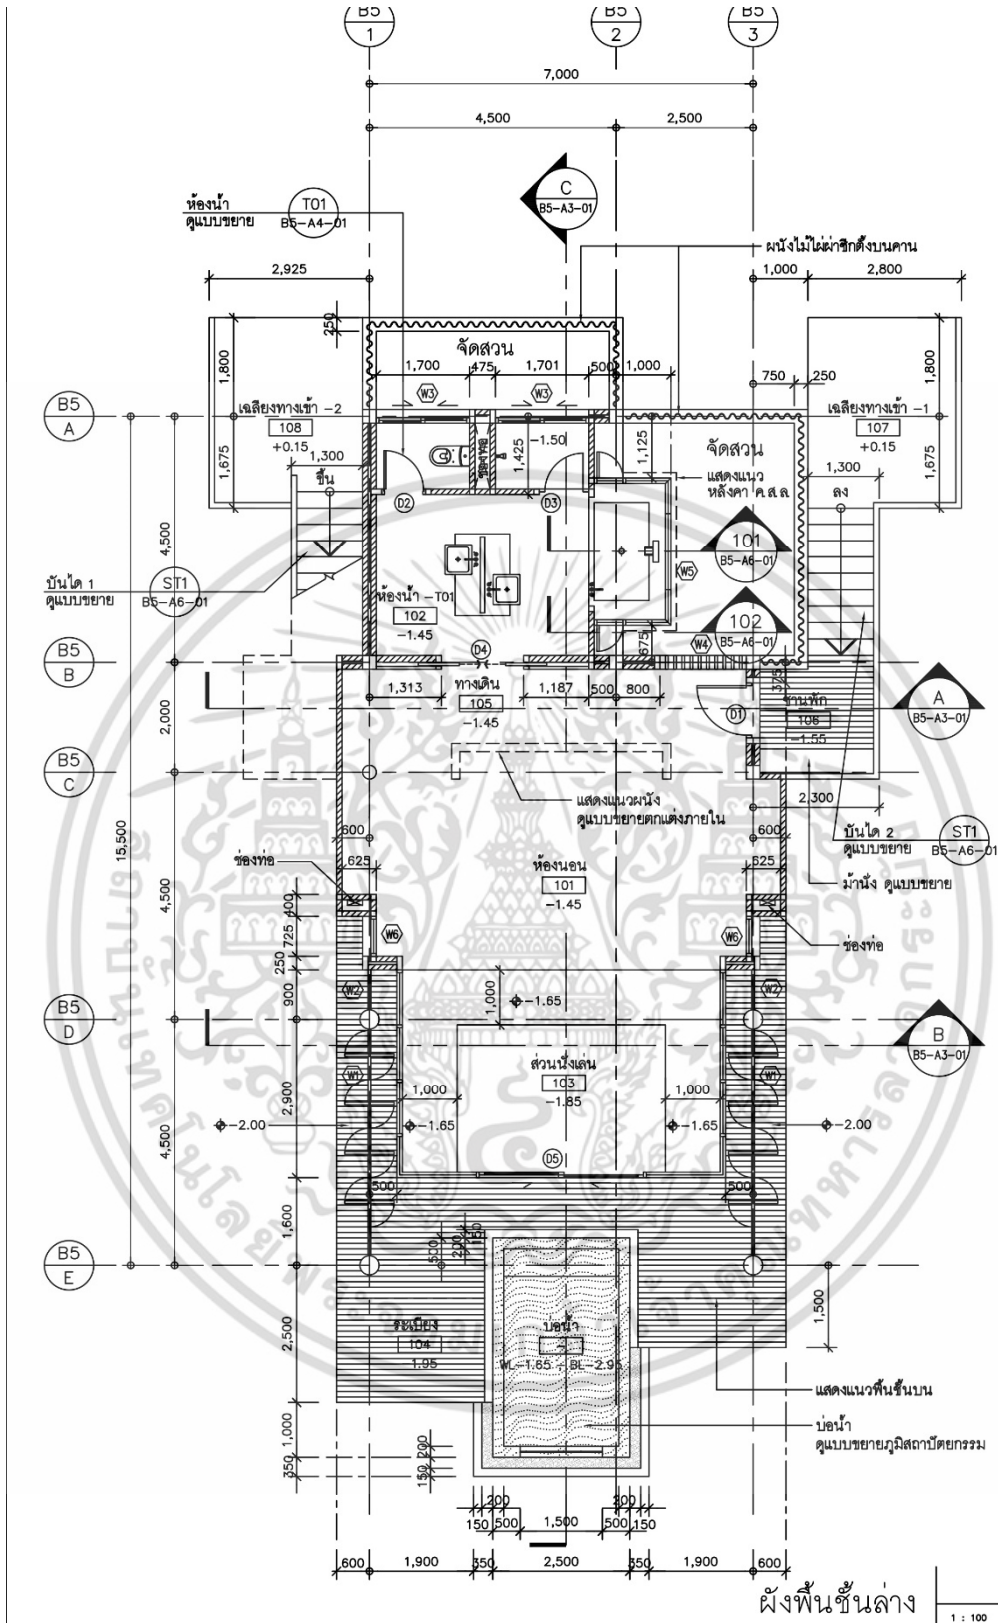 B5
1
B5
2
B5
3
7,000
4,500
2,500
C
B5-A3-01
ห้องน้ำ
ดูแบบขยาย
T01
B5-A4-01
ผนังไม้ไผ่ผ่าซีกตั้งบนคาน
2,925
1,000
2,800
250
จัดสวน
1,700
475
1,701
500
1,000
750
250
1,800
1,800
W3
W3
B5
A
เฉลียงทางเข้า -2
108
+0.15
เฉลียงทางเข้า -1
107
+0.15
1,675
1,300
ขึ้น
ช่องท่อ
1,425
-1.50
1,125
จัดสวน
แสดงแนว
หลังคา ค.ส.ล.
1,300
ลง
1,675
D2
D3
4,500
101
B5-A6-01
W5
บันได 1
ดูแบบขยาย
ST1
B5-A6-01
ห้องน้ำ -T01
102
-1.45
102
B5-A6-01
675
W4
D4
B5
B
1,313
ทางเดิน
105
-1.45
1,187
500
800
375
D1
ชานพัก
106
-1.55
A
B5-A3-01
2,000
B5
C
2,300
แสดงแนวผนัง
ดูแบบขยายตกแต่งภายใน
15,500
600
600
บันได 2
ดูแบบขยาย
ST1
B5-A6-01
ช่องท่อ
625
ห้องนอน
101
-1.45
625
ม้านั่ง ดูแบบขยาย
4,500
400
725
W6
W6
ช่องท่อ
250
900
W2
1,000
-1.65
W2
B5
D
B
B5-A3-01
ส่วนนั่งเล่น
103
-1.85
W1
W1
1,000
1,000
2,900
-2.00
-1.65
-1.65
-2.00
4,500
D5
500
500
1,600
150
200
500
B5
E
1,500
2,500
ระเบียง
104
1.95
บ่อน้ำ
WL-1.65
BL-2.95
แสดงแนวพื้นชั้นบน
บ่อน้ำ
ดูแบบขยายภูมิสถาปัตยกรรม
1,000
200
350
150
200
200
150
500
1,500
500
150
600
1,900
350
2,500
350
1,900
600
ผังพื้นชั้นล่าง
1 : 100